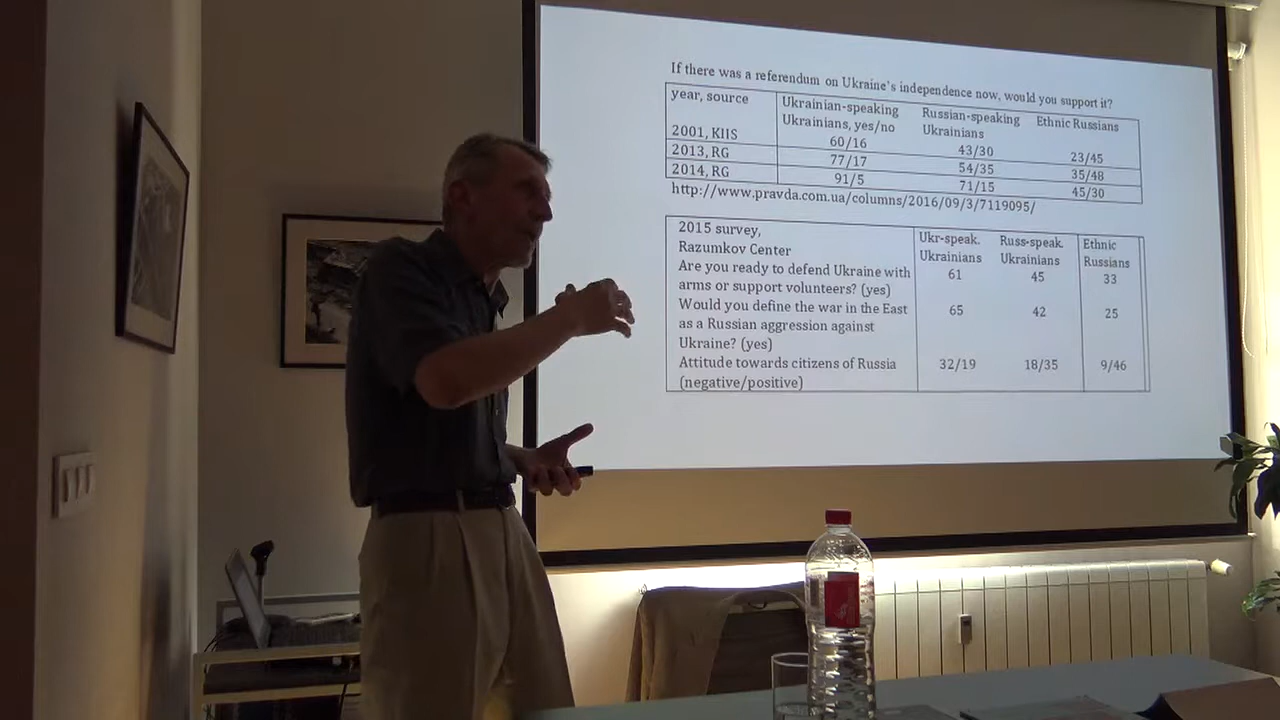 If there was a referendum on Ukraine's independence now, would you support it?
year, source Ukrainian-speaking Ukrainians, yes/no Russian-speaking Ukrainians Ethnic Russians
2001, KIIS 60/16 43/30 23/45
2013, RG 77/17 54/35 35/48
2014, RG 91/5 71/15 45/30
http://www.pravda.com.ua/columns/2016/09/3/7119095/
2015 survey, Razumkov Center Ukr-speak. Ukrainians Russ-speak. Ukrainians Ethnic Russians
Are you ready to defend Ukraine with arms or support volunteers? (yes) 61 45 33
Would you define the war in the East as a Russian aggression against Ukraine? (yes) 65 42 25
Attitude towards citizens of Russia (negative/positive) 32/19 18/35 9/46